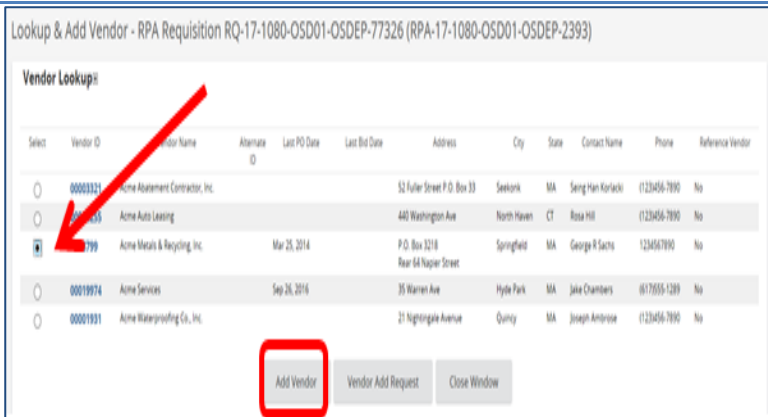 Lookup & Add Vendor - RPA Requisition RQ-17-1080-OSD01-OSDEP-77326 (RPA-17-1080-OSD01-OSDEP-2393)
Vendor Lookup
Select Vendor ID Vendor Name Alternate ID Last PO Date Last Bid Date Address City State Contact Name Phone Reference Vendor
00003321 Acme Abatement Contractor, Inc. 52 Fuller Street P.O. Box 33 Seekonk MA Seing Han Korlacki (123)456-7890 No
Acme Auto Leasing 440 Washington Ave North Haven CT Rosa Hill (123)456-7890 No
Acme Metals & Recycling, Inc. Mar 25, 2014 P.O. Box 3218 Springfield MA George R Sachs 1234567890 No
Rear 64 Napier Street
00019974 Acme Services Sep 26, 2016 35 Warren Ave Hyde Park MA Jake Chambers (617)555-1289 No
00001931 Acme Waterproofing Co., Inc. 21 Nightingale Avenue Quincy MA Joseph Ambrose (123)456-7890 No
Add Vendor Vendor Add Request Close Window